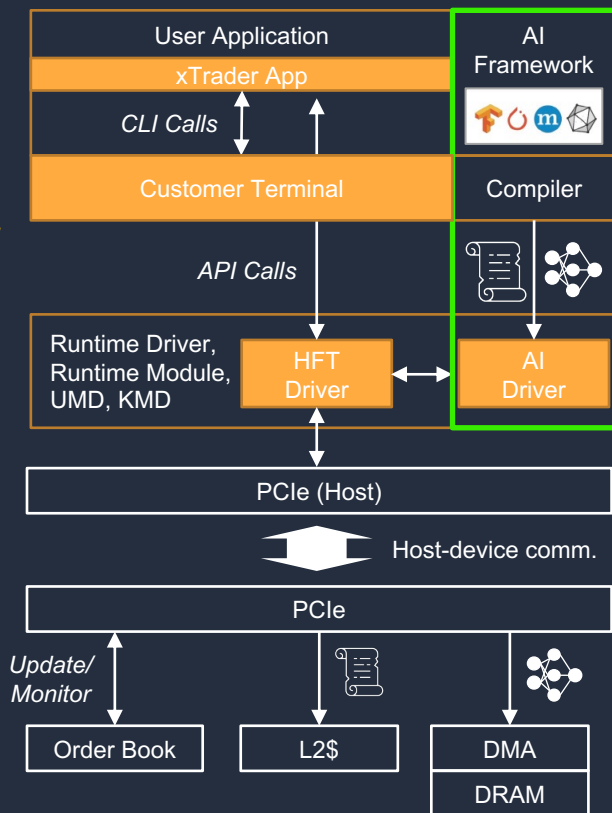 User Application
xTrader App
CLI Calls
Customer Terminal
AI
Framework
m
Compiler
API Calls
Runtime Driver,
Runtime Module,
UMD, KMD
HFT
Driver
AI
Driver
PCIe (Host)
Host-device comm.
PCIe
Update/
Monitor
Order Book
L2$
DMA
DRAM